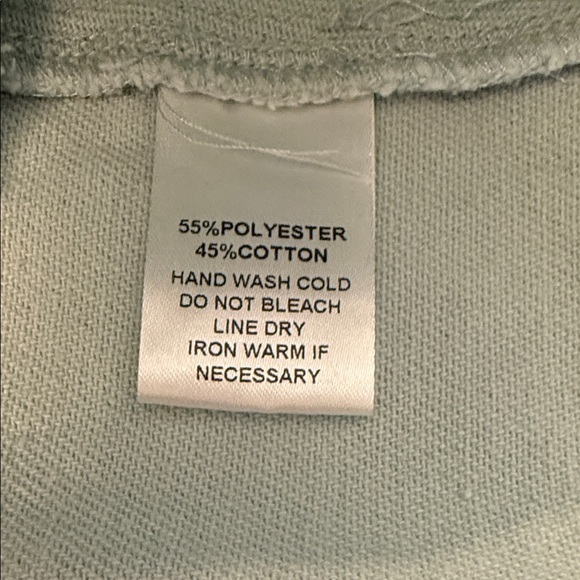 55%POLYESTER
45%COTTON
HAND WASH COLD
DO NOT BLEACH
LINE DRY
IRON WARM IF
NECESSARY